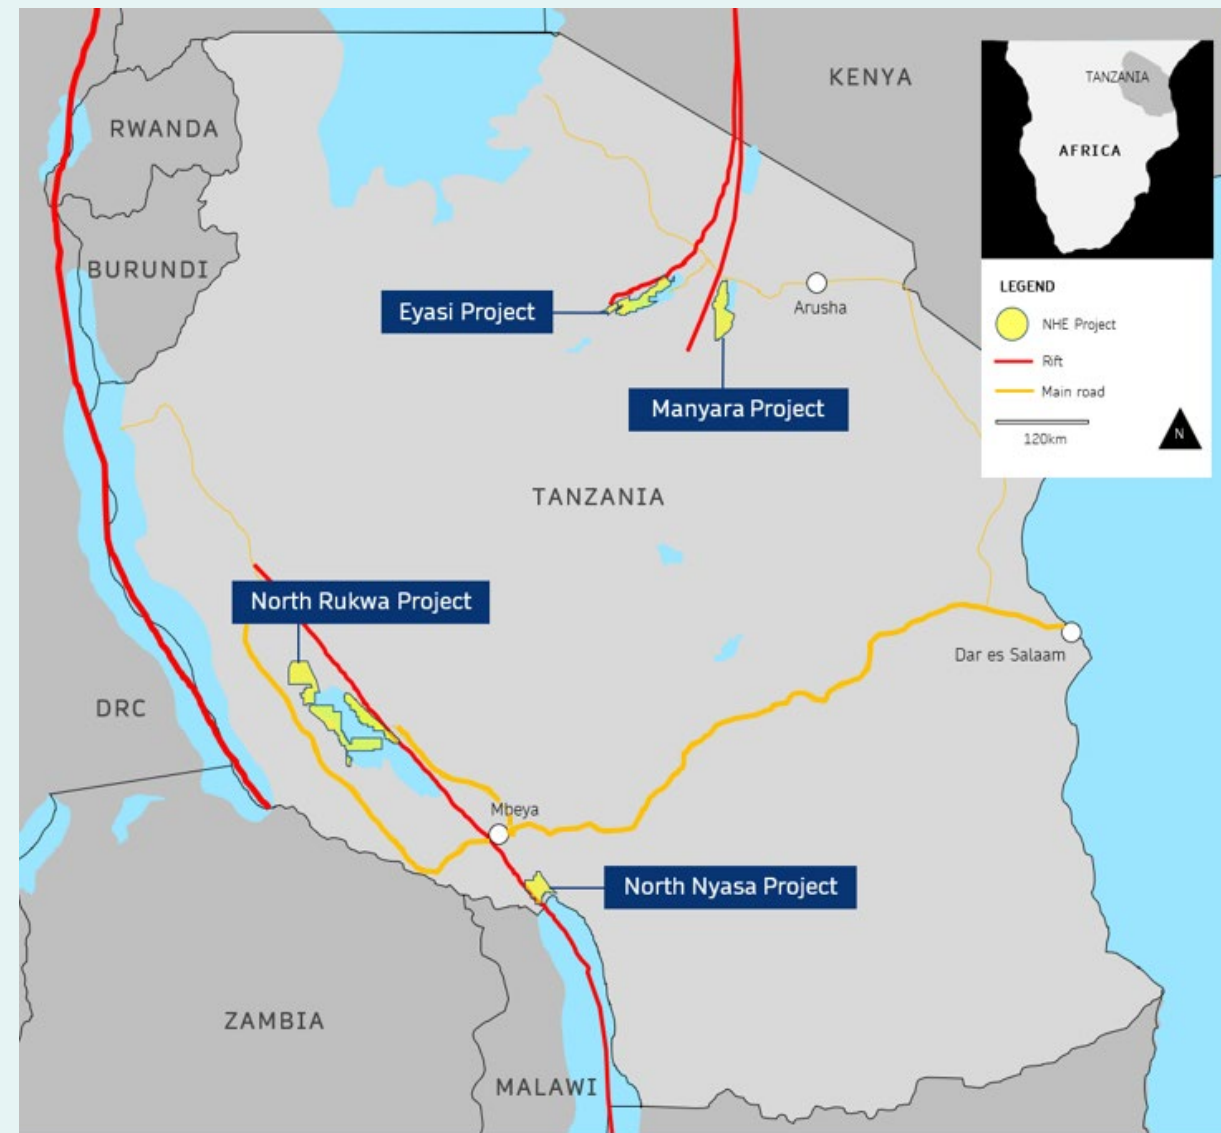 KENYA
TANZANIA
RWANDA
AFRICA
BURUNDI
LEGEND
Eyasi Project
Arusha
NHE Project
Rift
Manyara Project
Main road
120km
N
TANZANIA
North Rukwa Project
Dar es Salaam
DRC
Mbeya
North Nyasa Project
ZAMBIA
MALAWI